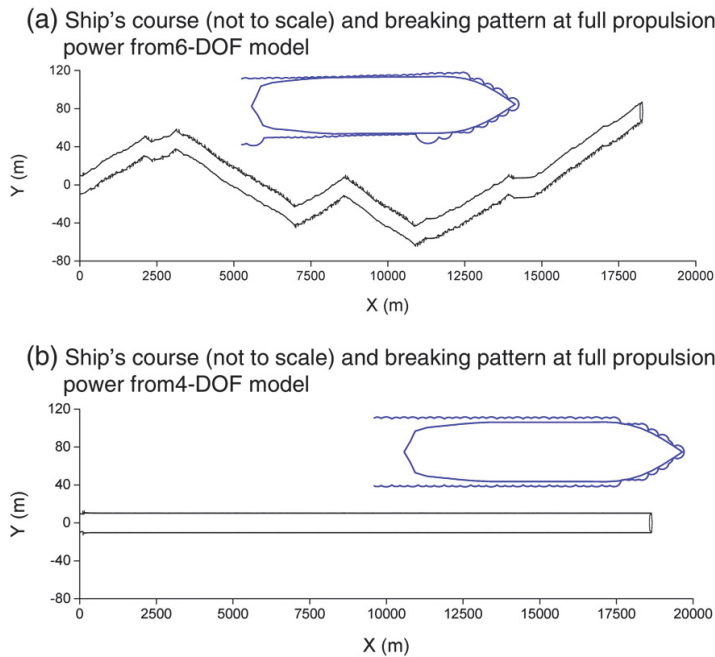 (a) Ship's course (not to scale) and breaking pattern at full propulsion
power from6-DOF model
120
80
40
0
-40
-80
Y (m)
0 2500 5000 7500 10000 12500 15000 17500 20000
X (m)
(b) Ship's course (not to scale) and breaking pattern at full propulsion
power from4-DOF model
120
80
40
0
-40
-80
Y (m)
0 2500 5000 7500 10000 12500 15000 17500 20000
X (m)